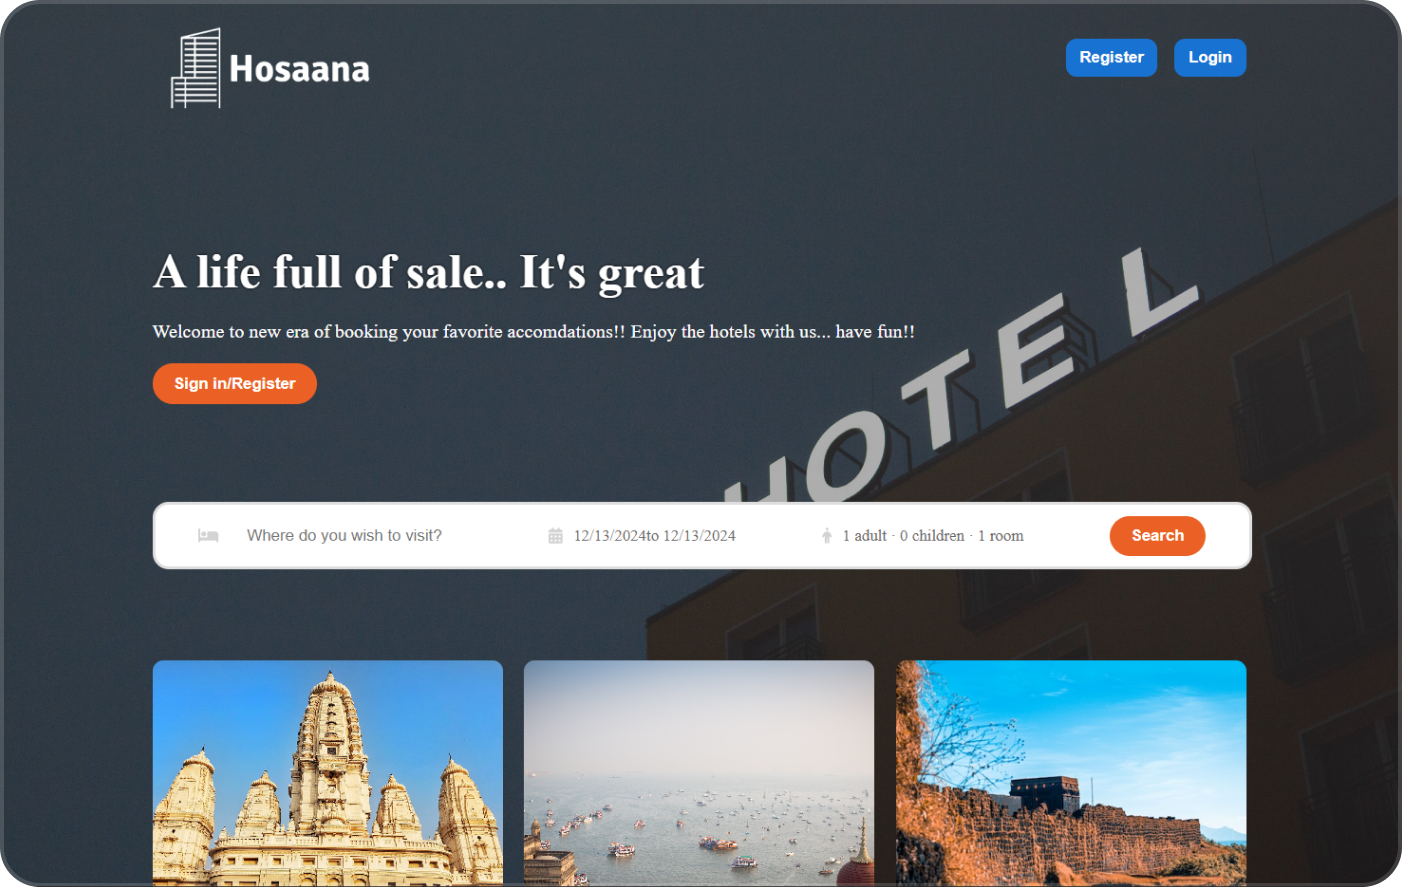 Hosaana
Register
Login
A life full of sale.. It's great
Welcome to new era of booking your favorite accomdations!! Enjoy the hotels with us... have fun!!
Sign in/Register
HOTEL
Where do you wish to visit?
12/13/2024to 12/13/2024
1 adult · 0 children · 1 room
Search